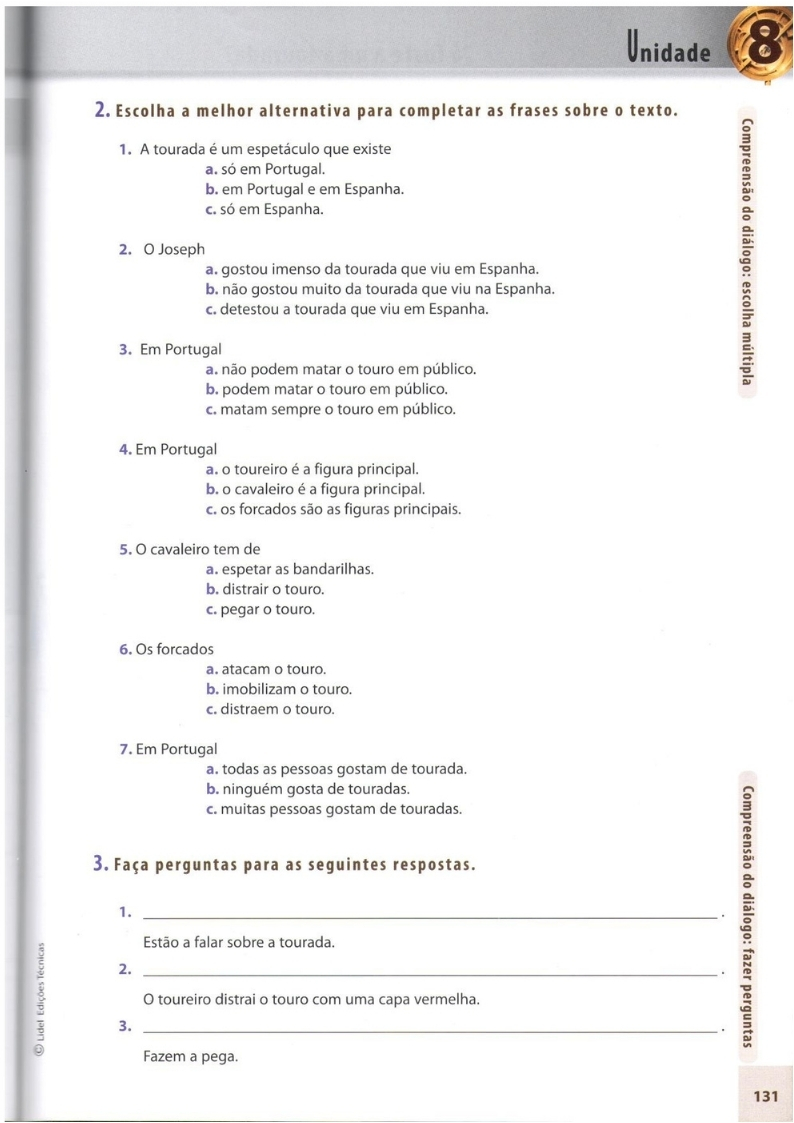 Unidade 8
2. Escolha a melhor alternativa para completar as frases sobre o texto.
1. A tourada é um espetáculo que existe
a. só em Portugal.
b. em Portugal e em Espanha.
c. só em Espanha.
2. O Joseph
a. gostou imenso da tourada que viu em Espanha.
b. não gostou muito da tourada que viu na Espanha.
c. detestou a tourada que viu em Espanha.
3. Em Portugal
a. não podem matar o touro em público.
b. podem matar o touro em público.
c. matam sempre o touro em público.
4. Em Portugal
a. o toureiro é a figura principal.
b. o cavaleiro é a figura principal.
c. os forcados são as figuras principais.
5. O cavaleiro tem de
a. espetar as bandarilhas.
b. distrair o touro.
c. pegar o touro.
6. Os forcados
a. atacam o touro.
b. imobilizam o touro.
c. distraem o touro.
7. Em Portugal
a. todas as pessoas gostam de tourada.
b. ninguém gosta de touradas.
c. muitas pessoas gostam de touradas.
Compreensão do diálogo: escolha múltipla
3. Faça perguntas para as seguintes respostas.
1. .
Estão a falar sobre a tourada.
2. .
O toureiro distrai o touro com uma capa vermelha.
3. .
Fazem a pega.
Compreensão do diálogo: fazer perguntas
© Lidel Edições Técnicas
131